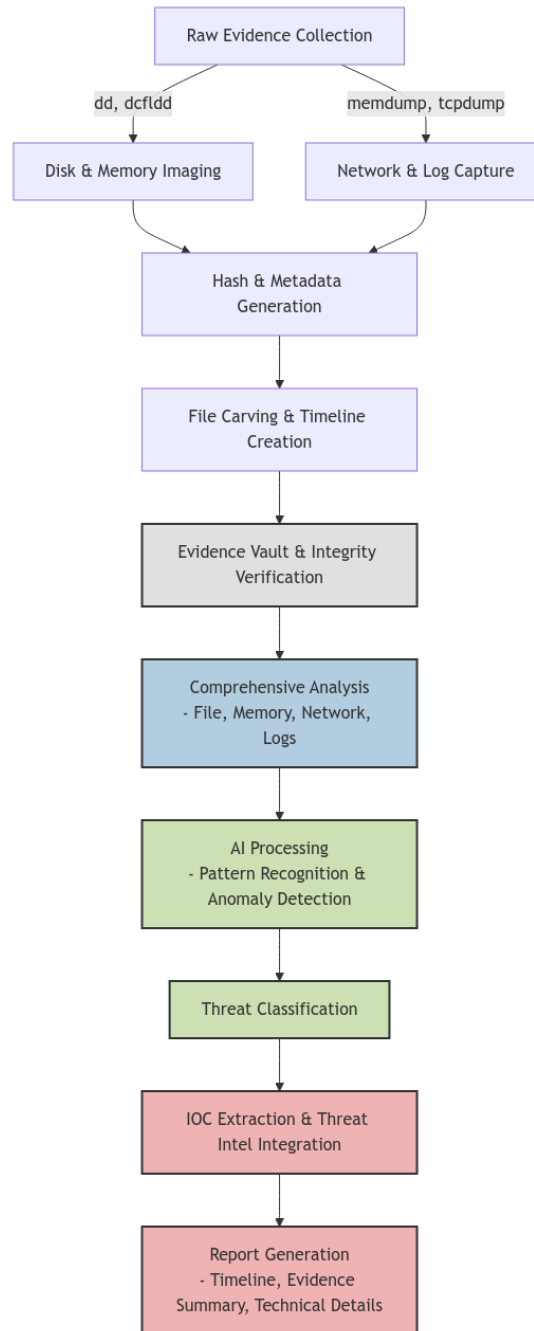 Raw Evidence Collection
dd, dcfldd
memdump, tcpdump
Disk & Memory Imaging
Network & Log Capture
Hash & Metadata
Generation
File Carving & Timeline
Creation
Evidence Vault & Integrity
Verification
Comprehensive Analysis
- File, Memory, Network,
Logs
AI Processing
- Pattern Recognition &
Anomaly Detection
Threat Classification
IOC Extraction & Threat
Intel Integration
Report Generation
- Timeline, Evidence
Summary, Technical Details